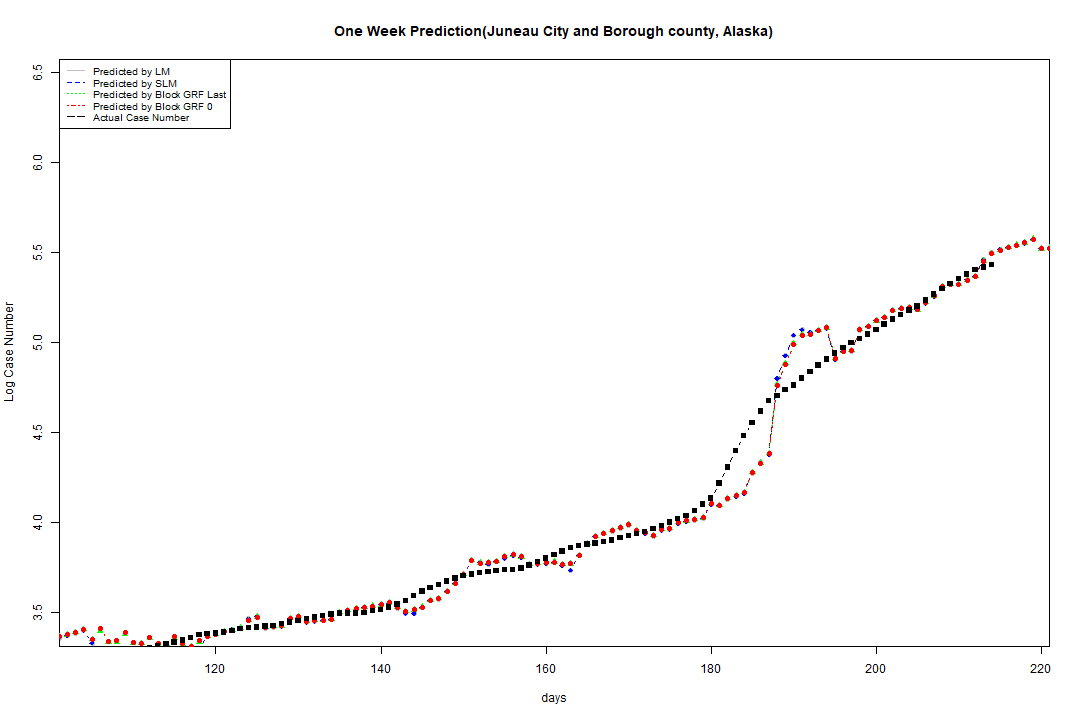 One Week Prediction(Juneau City and Borough county, Alaska)
Predicted by LM
Predicted by SLM
Predicted by Block GRF Last
Predicted by Block GRF 0
Actual Case Number
6.5
6.0
5.5
5.0
4.5
4.0
3.5
Log Case Number
120 140 160 180 200 220
days